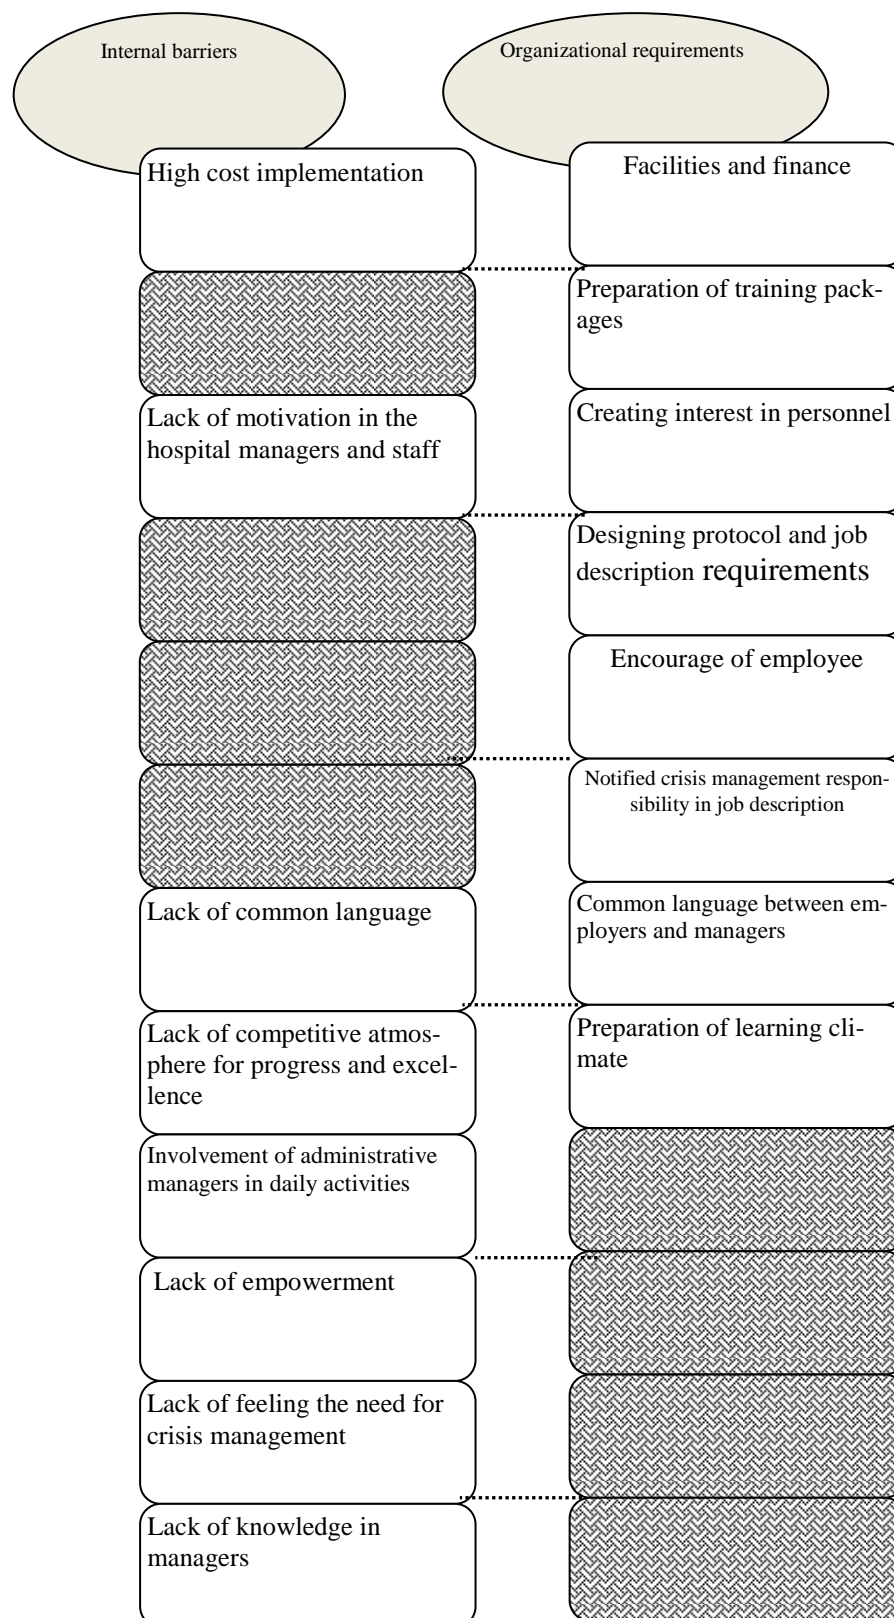 Internal barriers
High cost implementation
Lack of motivation in the
hospital managers and staff
Lack of common language
Lack of competitive atmos-
phere for progress and excel-
lence
Involvement of administrative
managers in daily activities
Lack of empowerment
Lack of feeling the need for
crisis management
Lack of knowledge in
managers
Organizational requirements
Facilities and finance
Preparation of training pack-
ages
Creating interest in personnel
Designing protocol and job
description requirements
Encourage of employee
Notified crisis management respon-
sibility in job description
Common language between em-
ployers and managers
Preparation of learning cli-
mate